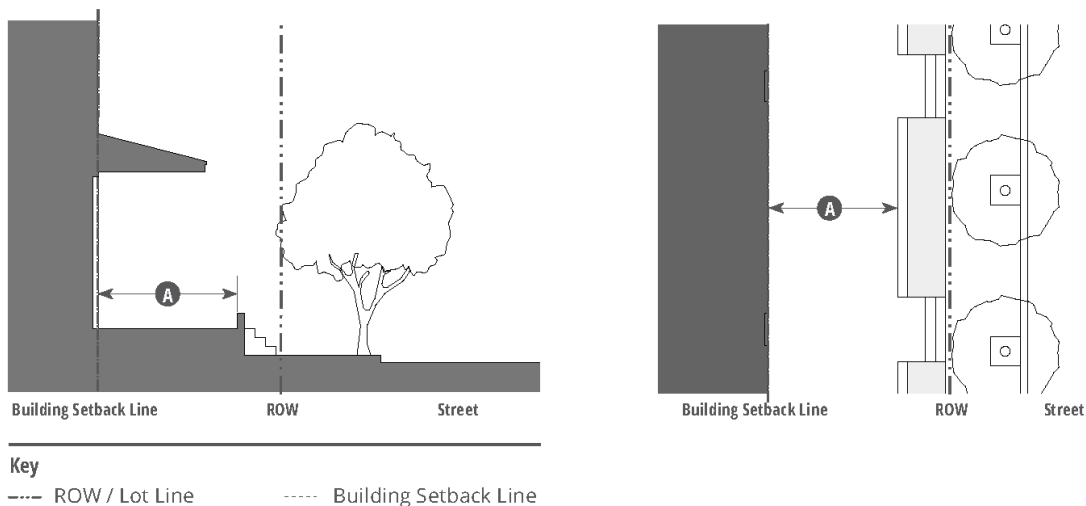 A
A
Building Setback Line ROW Street
Building Setback Line ROW Street
Key
ROW / Lot Line Building Setback Line